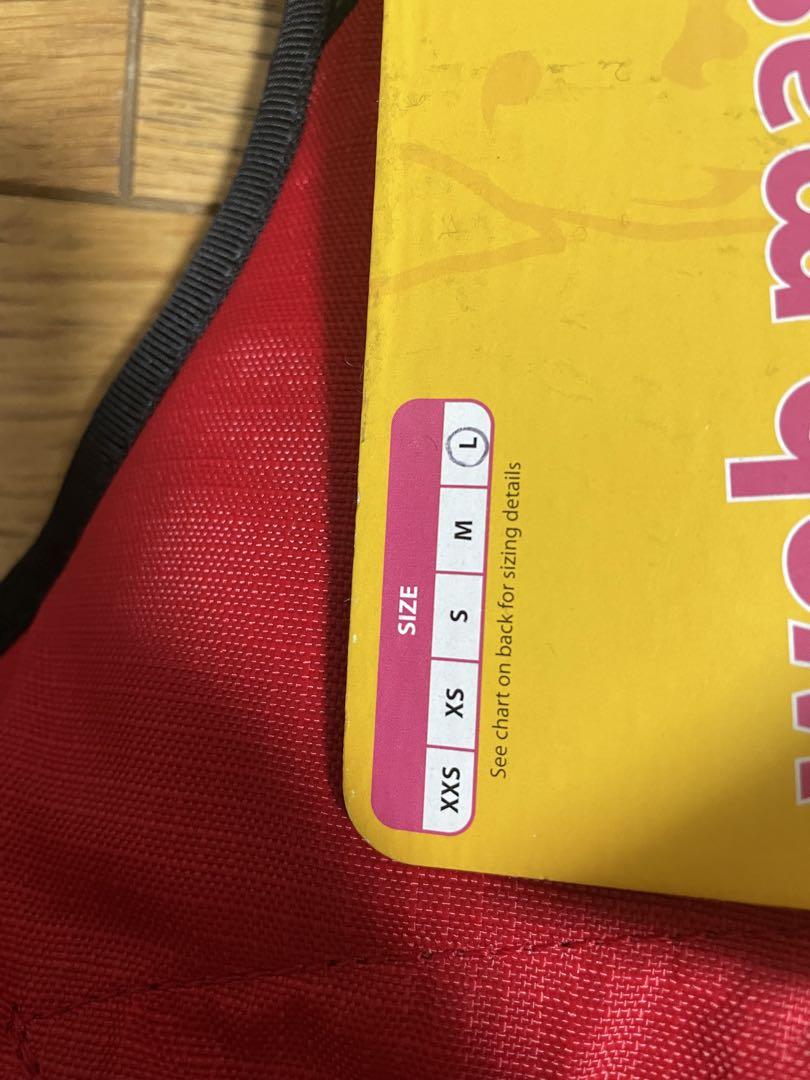 SIZE
XXS XS S M L
See chart on back for sizing details